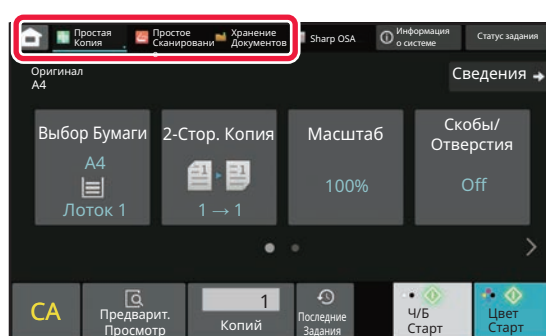 Простая
Копия
Простое
Сканировани
Хранение
Документов
Sharp OSA
Информация
о системе
Статус задания
Оригинал
A4
Сведения
Выбор Бумаги
A4
Лоток 1
2-Стор. Копия
1 → 1
Масштаб
100%
Скобы/
Отверстия
Off
CA
Предварит.
Просмотр
1
Копий
Последние
Задания
Ч/Б
Старт
Цвет
Старт